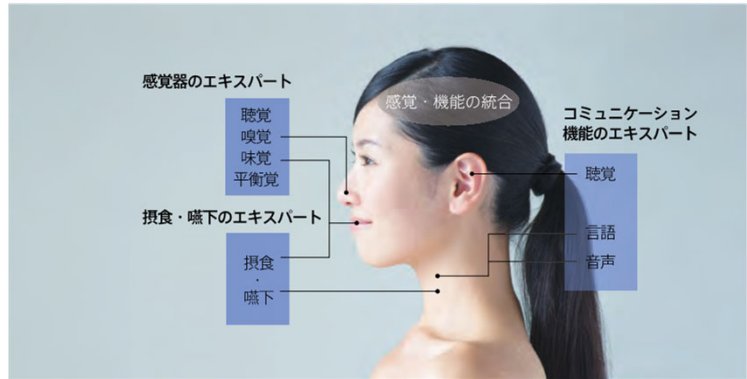 感覚器のエキスパート
聴覚
嗅覚
味覚
平衡覚
摂食・嚥下のエキスパート
摂食
・
嚥下
感覚・機能の統合
コミュニケーション
機能のエキスパート
聴覚
言語
音声